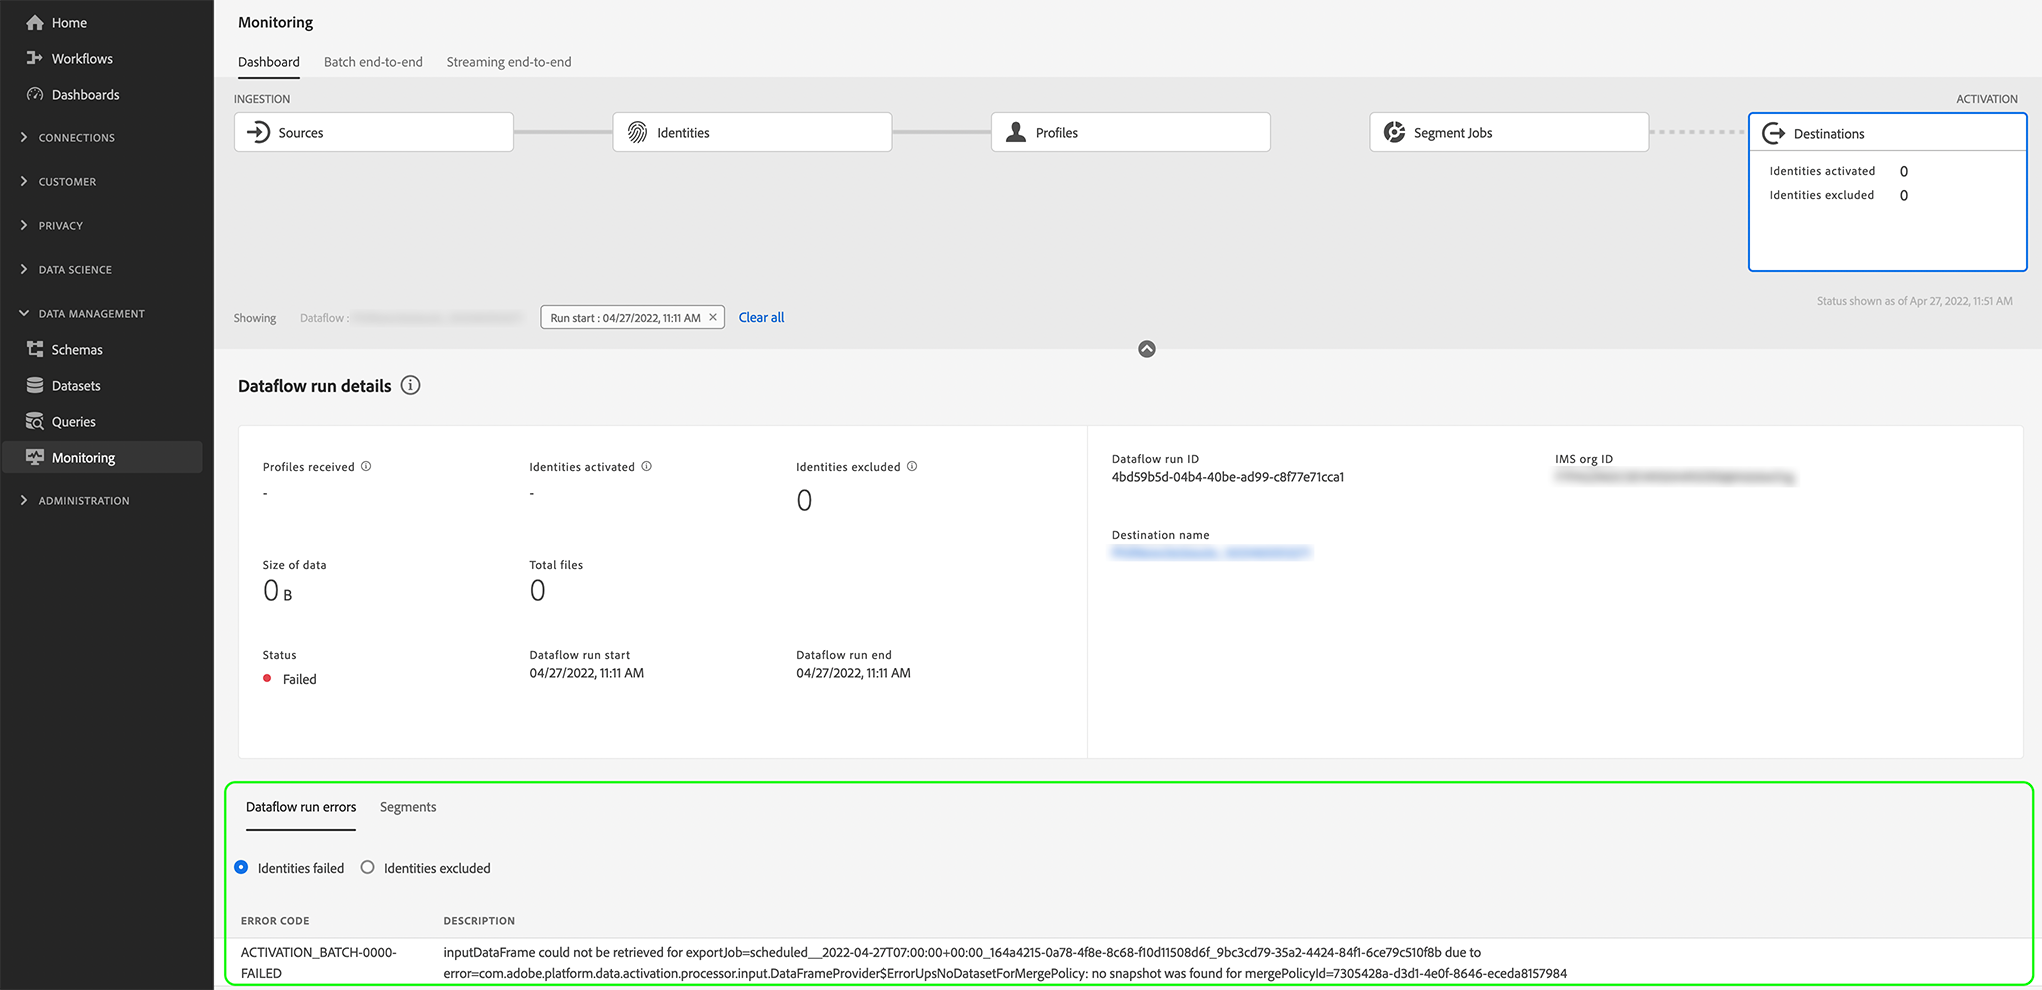 Home
Workflows
Dashboards
CONNECTIONS
CUSTOMER
PRIVACY
DATA SCIENCE
DATA MANAGEMENT
Schemas
Datasets
Queries
Monitoring
ADMINISTRATION
Monitoring
Dashboard Batch end-to-end Streaming end-to-end
INGESTION ACTIVATION
Sources Identities Profiles Segment Jobs Destinations
Identities activated 0
Identities excluded 0
Status shown as of Apr 27, 2022, 11:51 AM
Showing Dataflow : Run start : 04/27/2022, 11:11 AM Clear all
Dataflow run details
Profiles received Identities activated Identities excluded
- - 0
Size of data Total files
0 B 0
Status Dataflow run start Dataflow run end
Failed 04/27/2022, 11:11 AM 04/27/2022, 11:11 AM
Dataflow run ID IMS org ID
4bd59b5d-04b4-40be-ad99-c8f77e71cca1
Destination name
Dataflow run errors Segments
Identities failed Identities excluded
ERROR CODE DESCRIPTION
ACTIVATION_BATCH-0000- inputDataFrame could not be retrieved for exportJob=scheduled__2022-04-27T07:00:00+00:00_164a4215-0a78-4f8e-8c68-f10d11508d6f_9bc3cd79-35a2-4424-84f1-6ce79c510f8b due to
FAILED error=com.adobe.platform.data.activation.processor.input.DataFrameProvider$ErrorUpsNoDatasetForMergePolicy: no snapshot was found for mergePolicyId=7305428a-d3d1-4e0f-8646-eceda8157984